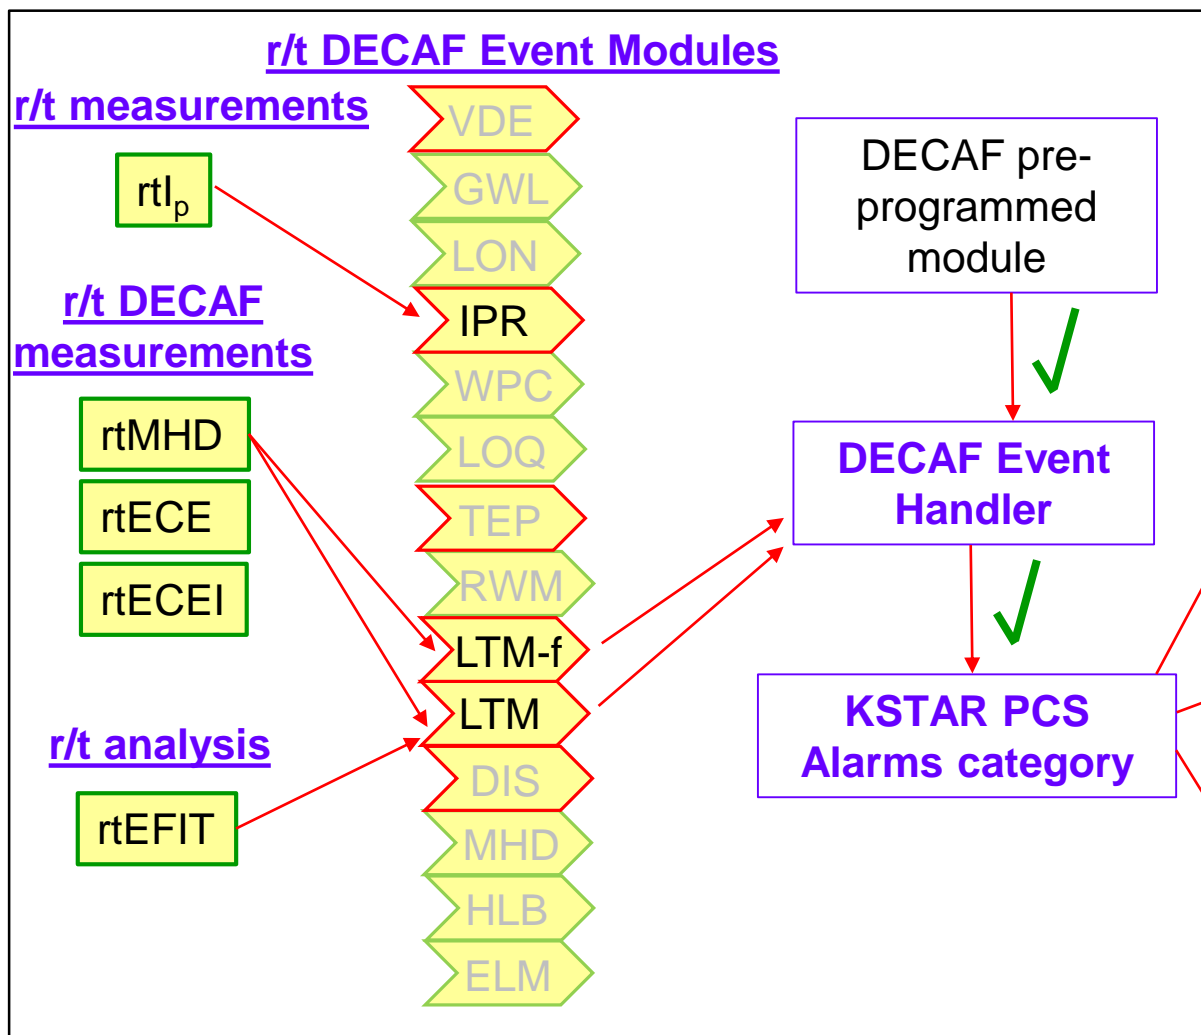 r/t DECAF Event Modules
r/t measurements
rtIp
r/t DECAF
measurements
rtMHD
rtECE
rtECEI
r/t analysis
rtEFIT
VDE
GWL
LON
IPR
WPC
LOQ
TEP
RWM
LTM-f
LTM
DIS
MHD
HLB
ELM
DECAF pre-
programmed
module
DECAF Event
Handler
KSTAR PCS
Alarms category